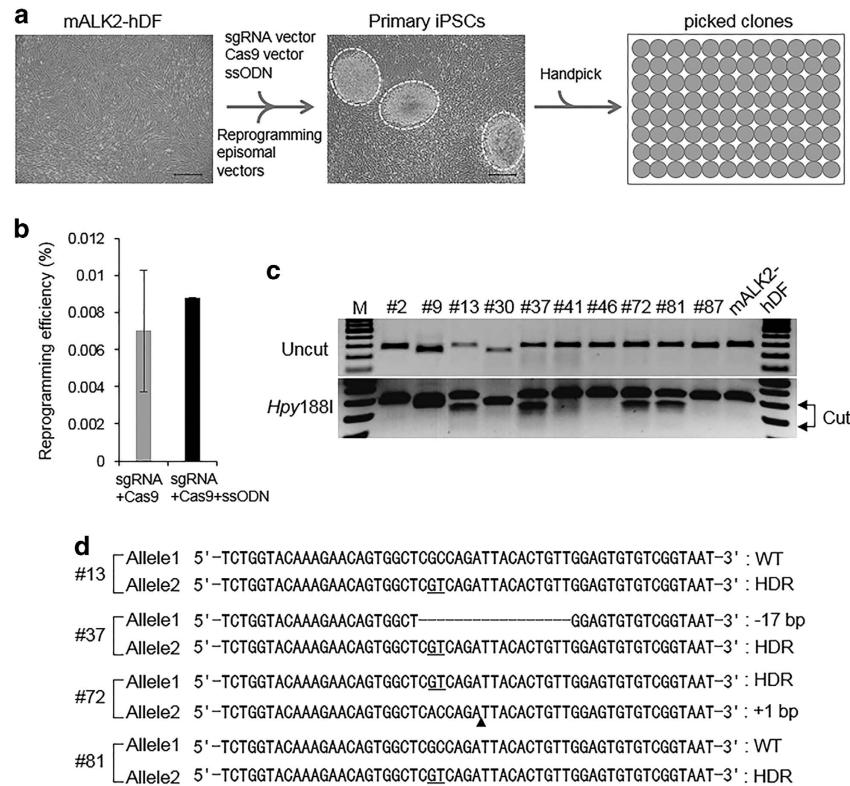 a
mALK2-hDF
sgRNA vector
Cas9 vector
ssODN
Reprogramming
episomal
vectors
Primary iPSCs
Handpick
picked clones
b
Reprogramming efficiency (%)
0.012
0.01
0.008
0.006
0.004
0.002
0
sgRNA
+Cas9
sgRNA
+Cas9+ssODN
c
M #2 #9 #13 #30 #37 #41 #46 #72 #81 #87 mALK2-hDF
Uncut
Hpy188I
Cut
d
#13
Allele1 5'-TCTGGTACAAAGAACAGTGGCTCGCCAGATTACACTGTTGGAGTGTGTCGGTAAT-3' : WT
Allele2 5'-TCTGGTACAAAGAACAGTGGCTCGTCAGATTACACTGTTGGAGTGTGTCGGTAAT-3' : HDR
#37
Allele1 5'-TCTGGTACAAAGAACAGTGGCT-----------------GGAGTGTGTCGGTAAT-3' : -17 bp
Allele2 5'-TCTGGTACAAAGAACAGTGGCTCGTCAGATTACACTGTTGGAGTGTGTCGGTAAT-3' : HDR
#72
Allele1 5'-TCTGGTACAAAGAACAGTGGCTCGTCAGATTACACTGTTGGAGTGTGTCGGTAAT-3' : HDR
Allele2 5'-TCTGGTACAAAGAACAGTGGCTCACCAGATTACACTGTTGGAGTGTGTCGGTAAT-3' : +1 bp
#81
Allele1 5'-TCTGGTACAAAGAACAGTGGCTCGCCAGATTACACTGTTGGAGTGTGTCGGTAAT-3' : WT
Allele2 5'-TCTGGTACAAAGAACAGTGGCTCGTCAGATTACACTGTTGGAGTGTGTCGGTAAT-3' : HDR